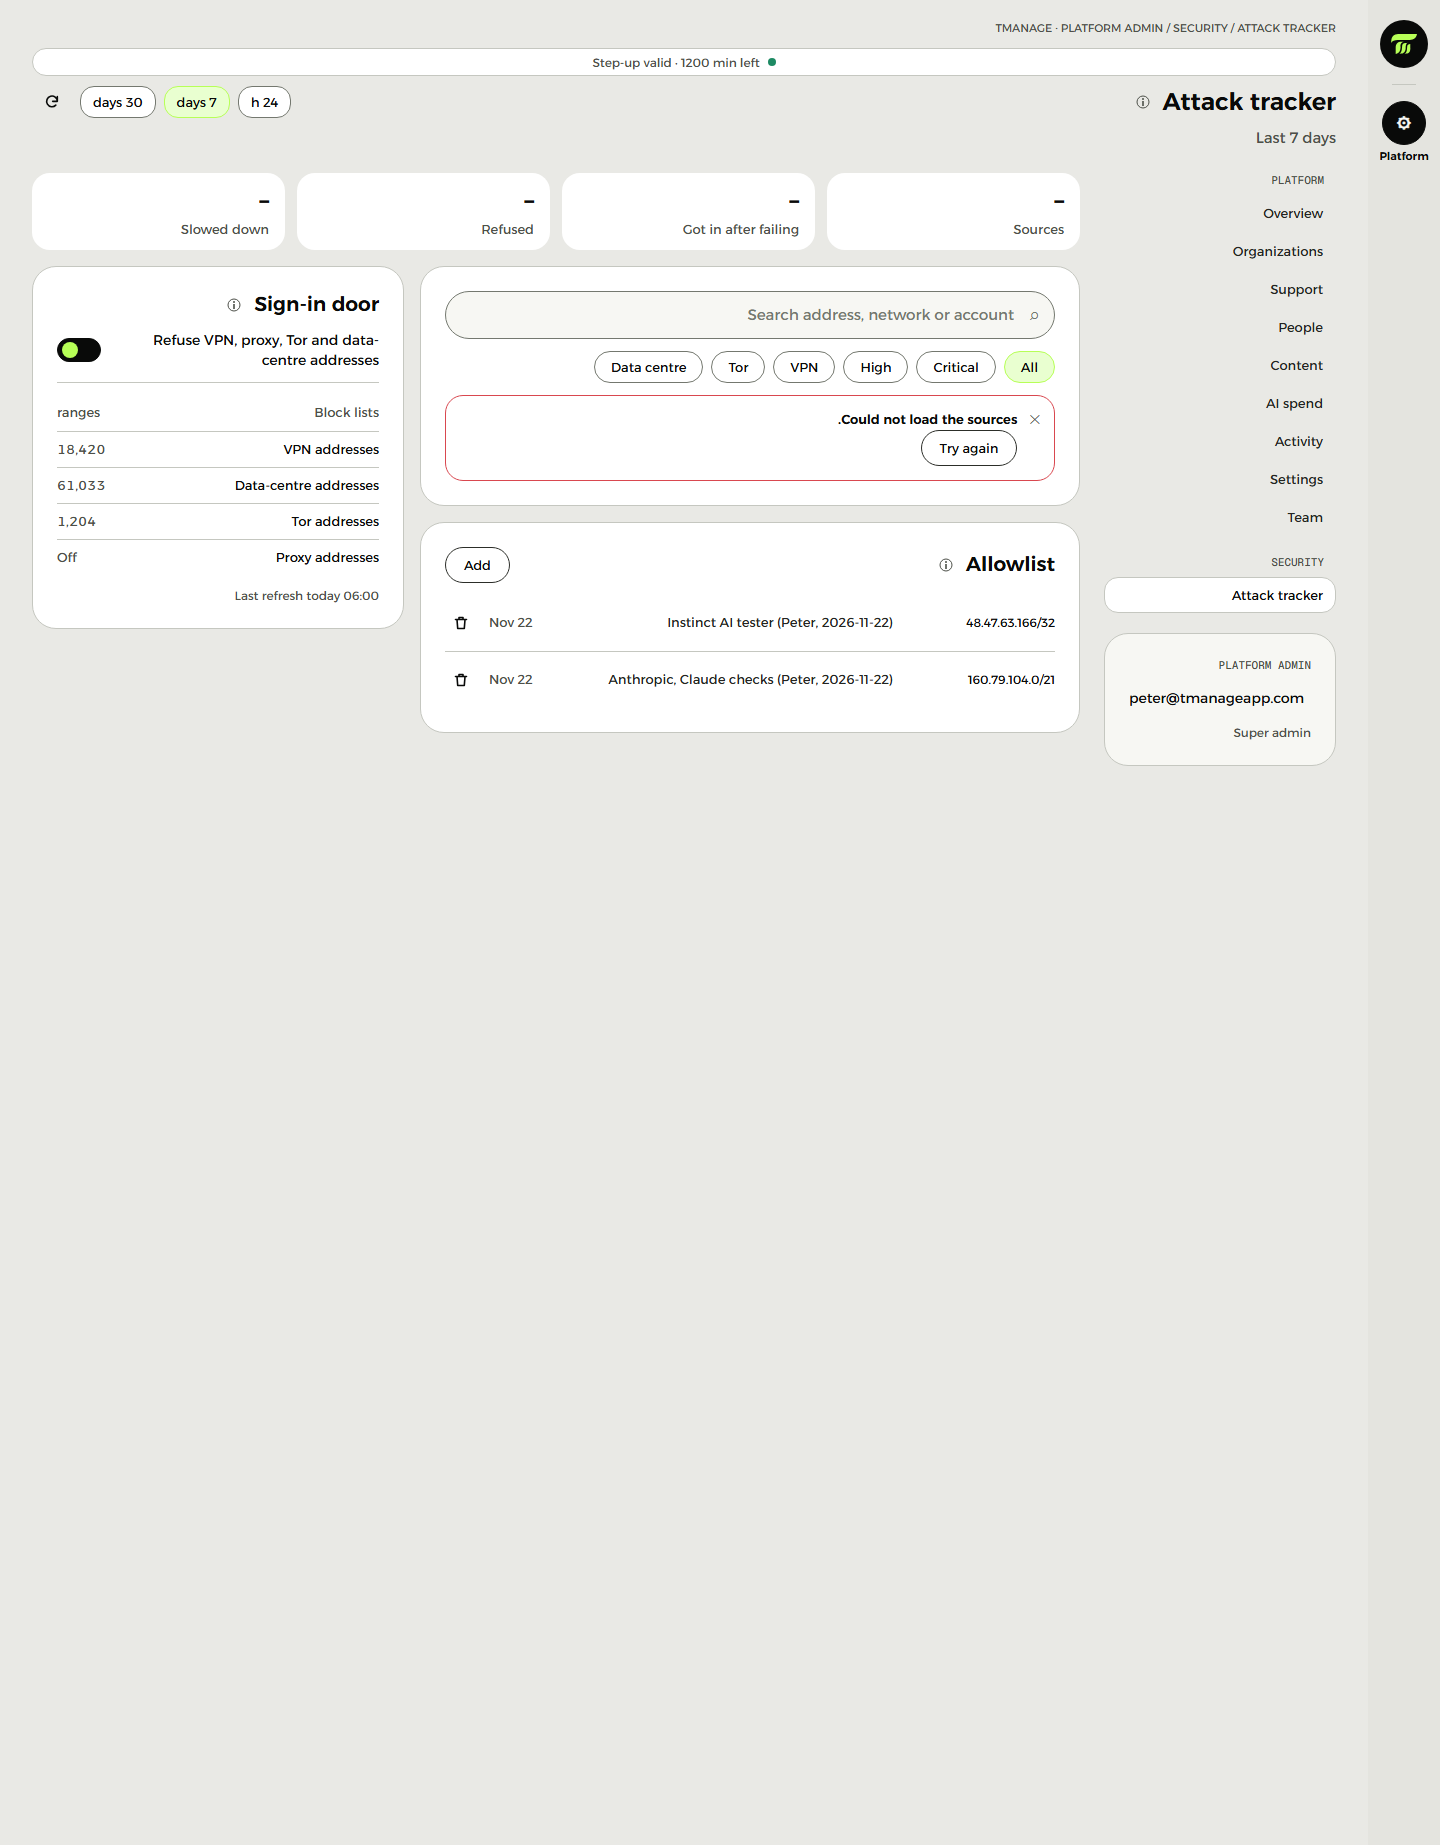 TMANAGE · PLATFORM ADMIN / SECURITY / ATTACK TRACKER
Step-up valid · 1200 min left
Attack tracker
days 30
days 7
h 24
Last 7 days
Platform
PLATFORM
Overview
Organizations
Support
People
Content
AI spend
Activity
Settings
Team
SECURITY
Attack tracker
PLATFORM ADMIN
peter@tmanageapp.com
Super admin
–
Sources
–
Got in after failing
–
Refused
–
Slowed down
Search address, network or account
All
Critical
High
VPN
Tor
Data centre
.Could not load the sources
Try again
Allowlist
Add
48.47.63.166/32
Instinct AI tester (Peter, 2026-11-22)
Nov 22
160.79.104.0/21
Anthropic, Claude checks (Peter, 2026-11-22)
Nov 22
Sign-in door
Refuse VPN, proxy, Tor and data-
centre addresses
Block lists
ranges
VPN addresses
18,420
Data-centre addresses
61,033
Tor addresses
1,204
Proxy addresses
Off
Last refresh today 06:00